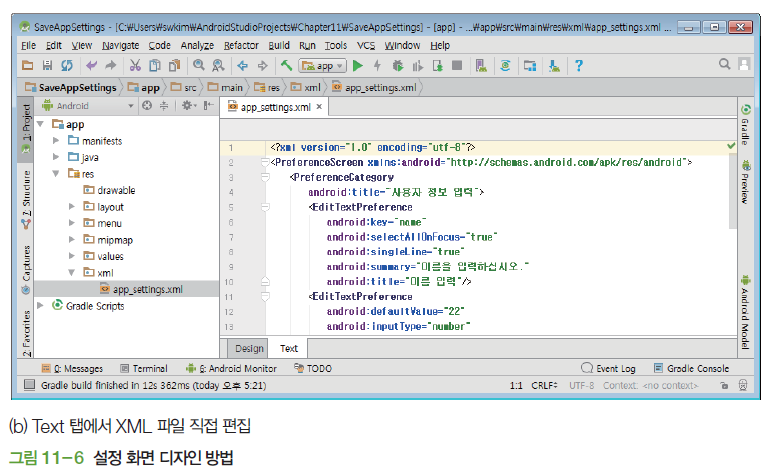 SaveAppSettings - [C:\Users\swkim\AndroidStudioProjects\Chapter11\SaveAppSettings] - [app] - ...\app\src\main\res\xml\app_settings.xml ...
File Edit View Navigate Code Analyze Refactor Build Run Tools VCS Window Help
app
SaveAppSettings app src main res xml app_settings.xml
1: Project
Android
app_settings.xml
Gradle
app
manifests
java
res
drawable
layout
menu
mipmap
values
xml
app_settings.xml
Gradle Scripts
7: Structure
Captures
2: Favorites
1 <?xml version="1.0" encoding="utf-8"?>
2 <PreferenceScreen xmlns:android="http://schemas.android.com/apk/res/android">
3 <PreferenceCategory
4 android:title="사용자 정보 입력">
5 <EditTextPreference
6 android:key="name"
7 android:selectAllOnFocus="true"
8 android:singleLine="true"
9 android:summary="이름을 입력하십시오."
10 android:title="이름 입력"/>
11 <EditTextPreference
12 android:defaultValue="22"
13 android:inputType="number"
Preview
Android Model
Design Text
0: Messages Terminal 6: Android Monitor TODO Event Log Gradle Console
Gradle build finished in 12s 362ms (today 오후 5:21) 1:1 CRLF UTF-8 Context: <no context>
(b) Text 탭에서 XML 파일 직접 편집
그림 11-6 설정 화면 디자인 방법